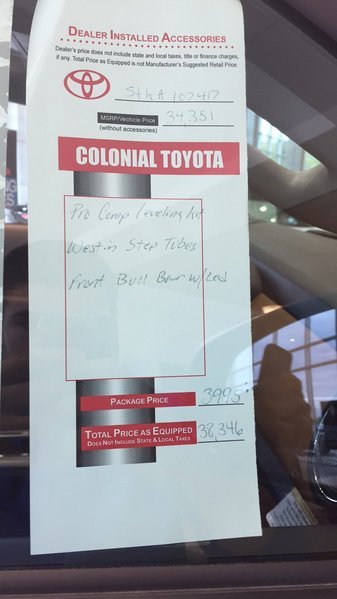 DEALER INSTALLED ACCESSORIES
Dealer's price does not include state and local taxes, title or finance charges,
if any. Total Price as Equipped is not Manufacturer's Suggested Retail Price.
Stk# 107417
MSRP/Vechicle Price 34,351
(without accessories)
COLONIAL TOYOTA
Pro Comp Leveling Kit
Westin Step Tubes
Front Bull Bar w/Led
PACKAGE PRICE 3995
TOTAL PRICE AS EQUIPPED 38,346
DOES NOT INCLUDE STATE & LOCAL TAXES